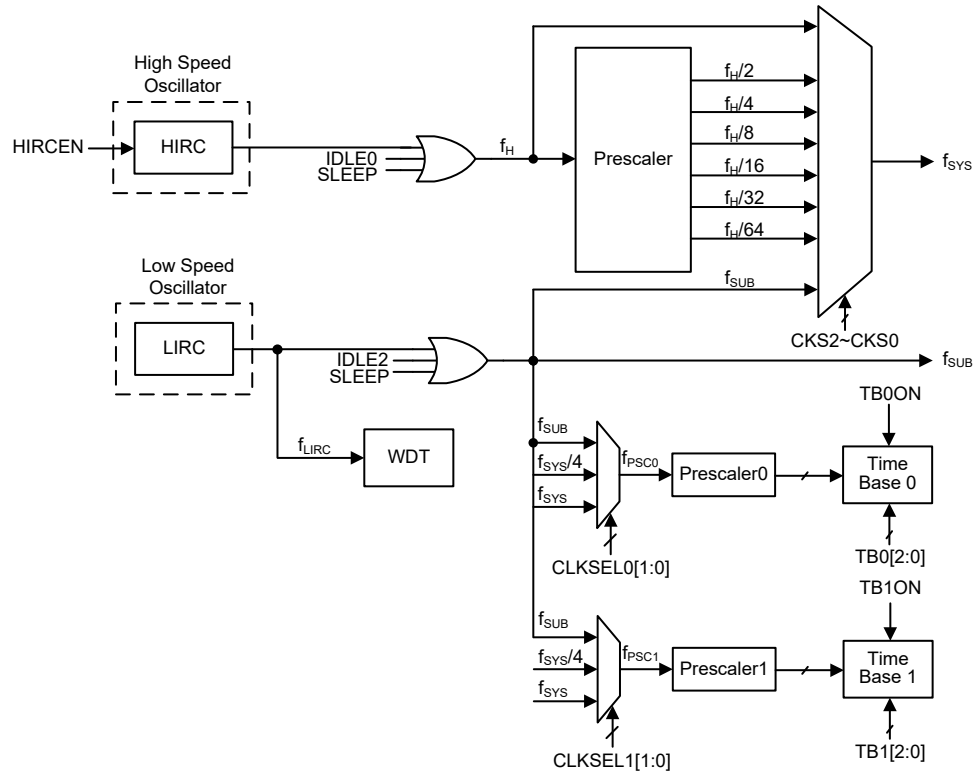 High Speed
Oscillator
HIRCEN
HIRC
IDLE0
SLEEP
fH
Prescaler
fH/2
fH/4
fH/8
fH/16
fH/32
fH/64
fSUB
fSYS
CKS2~CKS0
Low Speed
Oscillator
LIRC
IDLE2
SLEEP
fSUB
fLIRC
WDT
fSUB
fSYS/4
fSYS
fPSC0
Prescaler0
TB0ON
Time
Base 0
TB0[2:0]
CLKSEL0[1:0]
fSUB
fSYS/4
fSYS
fPSC1
Prescaler1
TB1ON
Time
Base 1
TB1[2:0]
CLKSEL1[1:0]